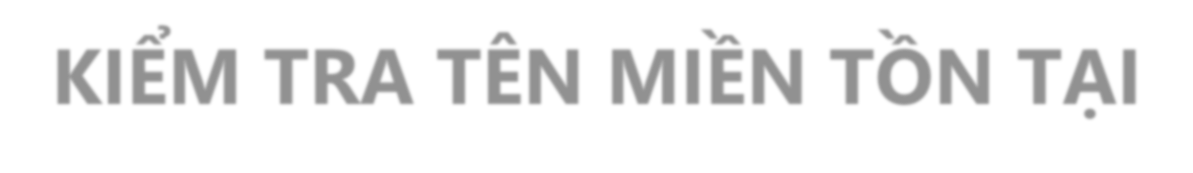 KIỂM TRA TÊN MIỀN TỒN TẠI